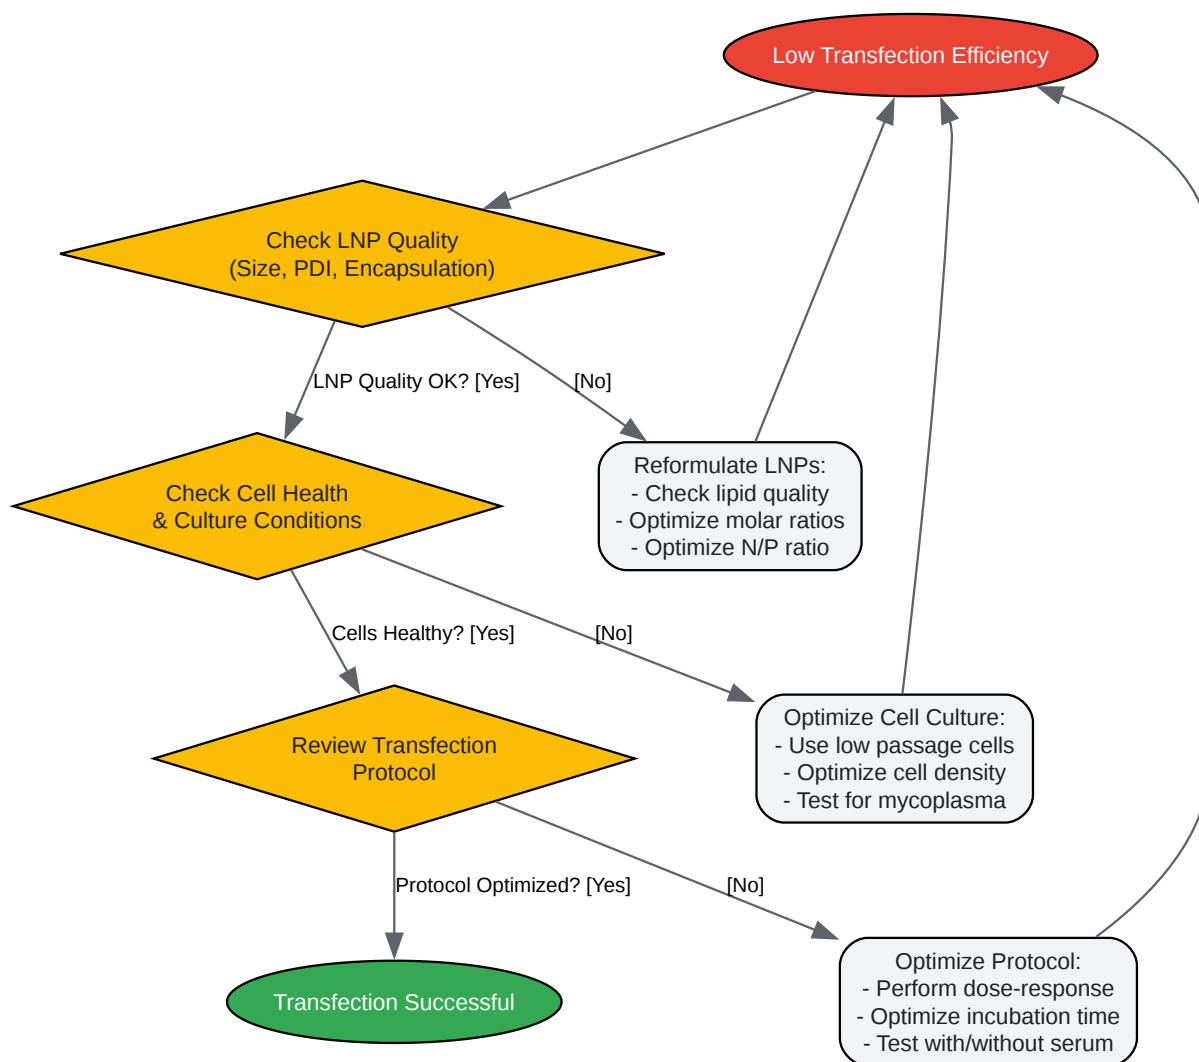 Low Transfection Efficiency
Check LNP Quality
(Size, PDI, Encapsulation)
LNP Quality OK? [Yes]
[No]
Reformulate LNPs:
- Check lipid quality
- Optimize molar ratios
- Optimize N/P ratio
Check Cell Health
& Culture Conditions
Cells Healthy? [Yes]
[No]
Optimize Cell Culture:
- Use low passage cells
- Optimize cell density
- Test for mycoplasma
Review Transfection
Protocol
Protocol Optimized? [Yes]
[No]
Optimize Protocol:
- Perform dose-response
- Optimize incubation time
- Test with/without serum
Transfection Successful